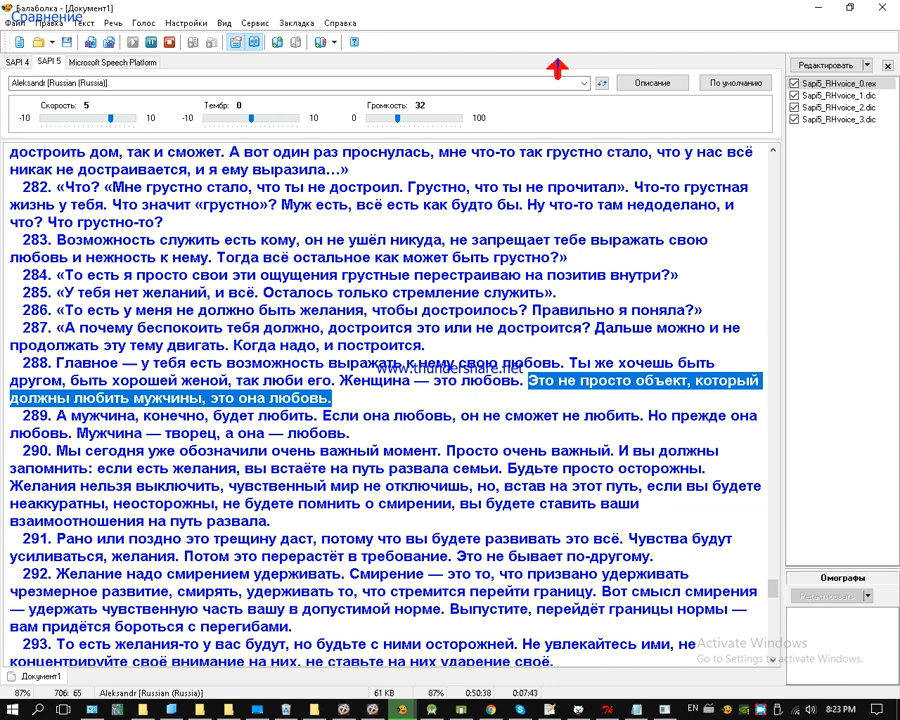 Балаболка - [Документ1]
Сравнение
Файл Правка Текст Речь Голос Настройки Вид Сервис Закладка Справка
SAPI 4 SAPI 5 Microsoft Speech Platform
Редактировать
Aleksandr [Russian (Russia)]
Описание
По умолчанию
Sapi5_RHvoice_0.rex
Sapi5_RHvoice_1.dic
Sapi5_RHvoice_2.dic
Sapi5_RHvoice_3.dic
Скорость: 5 Тембр: 0 Громкость: 32
-10 10 -10 10 0 100
достроить дом, так и сможет. А вот один раз проснулась, мне что-то так грустно стало, что у нас всё
никак не достраивается, и я ему выразила…»
282. «Что? «Мне грустно стало, что ты не достроил. Грустно, что ты не прочитал». Что-то грустная
жизнь у тебя. Что значит «грустно»? Муж есть, всё есть как будто бы. Ну что-то там недоделано, и
что? Что грустно-то?
283. Возможность служить есть кому, он не ушёл никуда, не запрещает тебе выражать свою
любовь и нежность к нему. Тогда всё остальное как может быть грустно?»
284. «То есть я просто свои эти ощущения грустные перестраиваю на позитив внутри?»
285. «У тебя нет желаний, и всё. Осталось только стремление служить».
286. «То есть у меня не должно быть желания, чтобы достроилось? Правильно я поняла?»
287. «А почему беспокоить тебя должно, достроится это или не достроится? Дальше можно и не
продолжать эту тему двигать. Когда надо, и построится.
288. Главное — у тебя есть возможность выражать к нему свою любовь. Ты же хочешь быть
www.thundershare.net
другом, быть хорошей женой, так люби его. Женщина — это любовь. Это не просто объект, который
должны любить мужчины, это она любовь.
289. А мужчина, конечно, будет любить. Если она любовь, он не сможет не любить. Но прежде она
любовь. Мужчина — творец, а она — любовь.
290. Мы сегодня уже обозначили очень важный момент. Просто очень важный. И вы должны
запомнить: если есть желания, вы встаёте на путь развала семьи. Будьте просто осторожны.
Желания нельзя выключить, чувственный мир не отключишь, но, встав на этот путь, если вы будете
неаккуратны, неосторожны, не будете помнить о смирении, вы будете ставить ваши
взаимоотношения на путь развала.
291. Рано или поздно это трещину даст, потому что вы будете развивать это всё. Чувства будут
усиливаться, желания. Потом это перерастёт в требование. Это не бывает по-другому.
292. Желание надо смирением удерживать. Смирение — это то, что призвано удерживать
чрезмерное развитие, смирять, удерживать то, что стремится перейти границу. Вот смысл смирения
— удержать чувственную часть вашу в допустимой норме. Выпустите, перейдёт границы нормы —
вам придётся бороться с перегибами.
293. То есть желания-то у вас будут, но будьте с ними осторожней. Не увлекайтесь ими, не
концентрируйте своё внимание на них, не ставьте на них ударение своё.
Омографы
Редактировать
Activate Windows
Go to Settings to activate Windows.
Документ1
87% 706: 65 Aleksandr [Russian (Russia)] 61 KB 87% 0:50:38 0:07:43
EN 8:23 PM